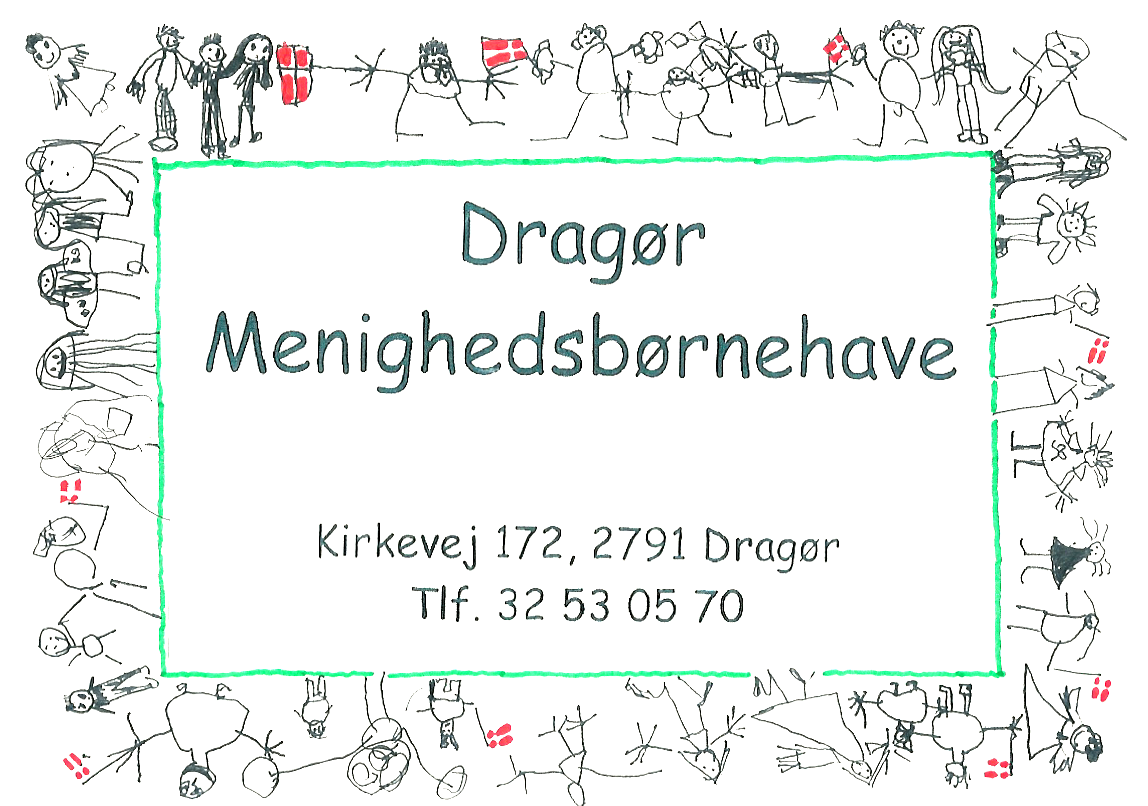 Dragør
Menighedsbørnehave
Kirkevej 172, 2791 Dragør
Tlf. 32 53 05 70